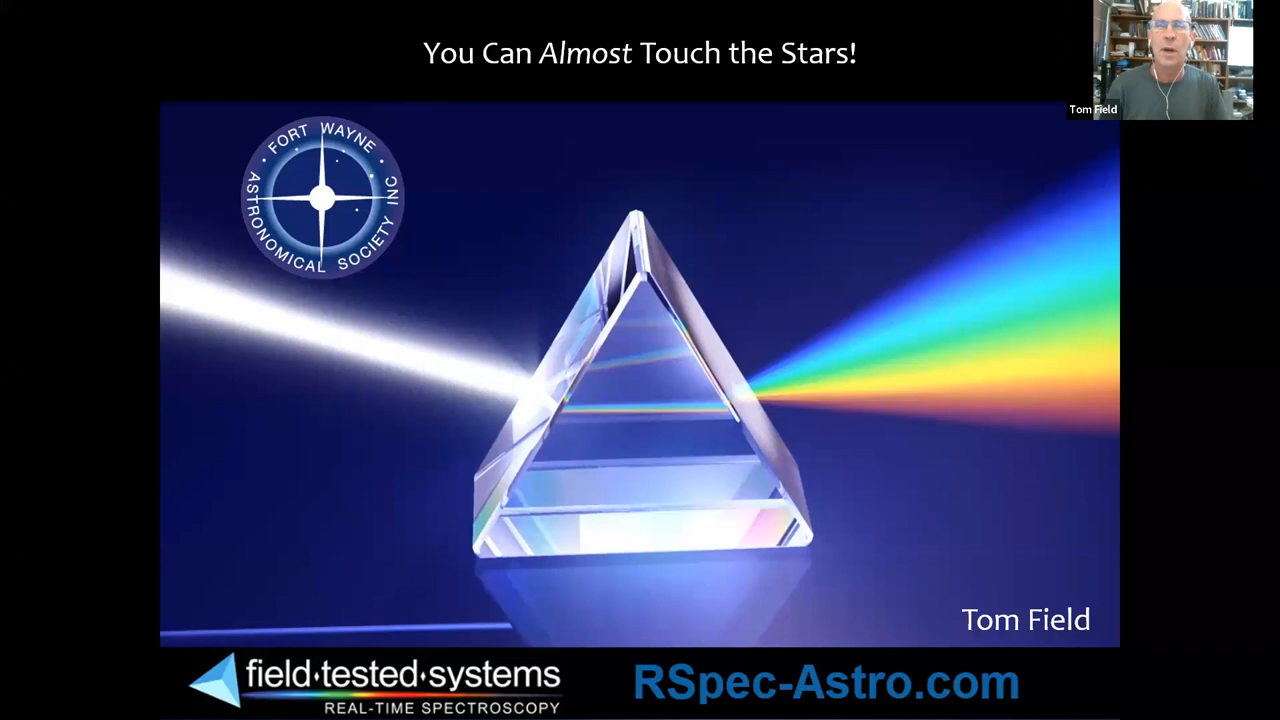 You Can Almost Touch the Stars!
Tom Field
FORT WAYNE
ASTRONOMICAL SOCIETY INC
Tom Field
field·tested·systems
REAL-TIME SPECTROSCOPY
RSpec-Astro.com